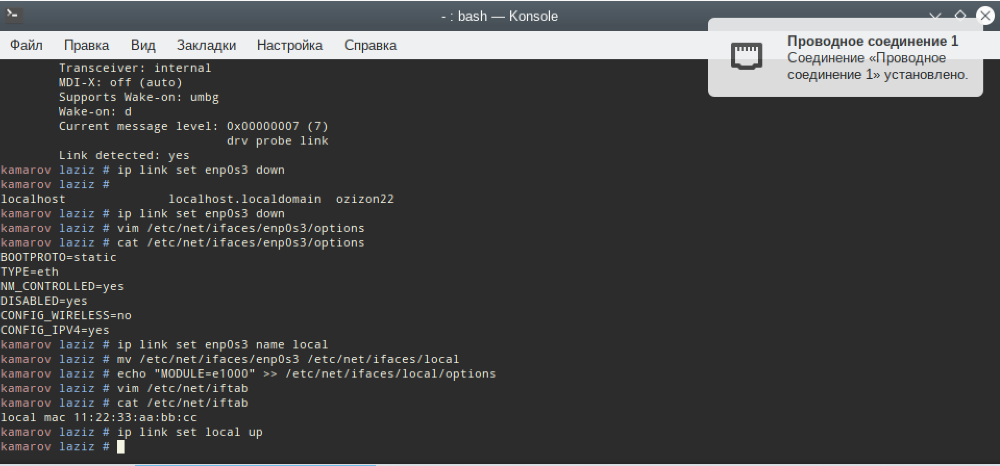 - : bash — Konsole
Файл Правка Вид Закладки Настройка Справка
Проводное соединение 1
Соединение «Проводное
соединение 1» установлено.
Transceiver: internal
MDI-X: off (auto)
Supports Wake-on: umbg
Wake-on: d
Current message level: 0x00000007 (7)
drv probe link
Link detected: yes
kamarov laziz # ip link set enp0s3 down
kamarov laziz #
localhost localhost.localdomain ozizon22
kamarov laziz # ip link set enp0s3 down
kamarov laziz # vim /etc/net/ifaces/enp0s3/options
kamarov laziz # cat /etc/net/ifaces/enp0s3/options
BOOTPROTO=static
TYPE=eth
NM_CONTROLLED=yes
DISABLED=yes
CONFIG_WIRELESS=no
CONFIG_IPV4=yes
kamarov laziz # ip link set enp0s3 name local
kamarov laziz # mv /etc/net/ifaces/enp0s3 /etc/net/ifaces/local
kamarov laziz # echo "MODULE=e1000" >> /etc/net/ifaces/local/options
kamarov laziz # vim /etc/net/iftab
kamarov laziz # cat /etc/net/iftab
local mac 11:22:33:aa:bb:cc
kamarov laziz # ip link set local up
kamarov laziz #